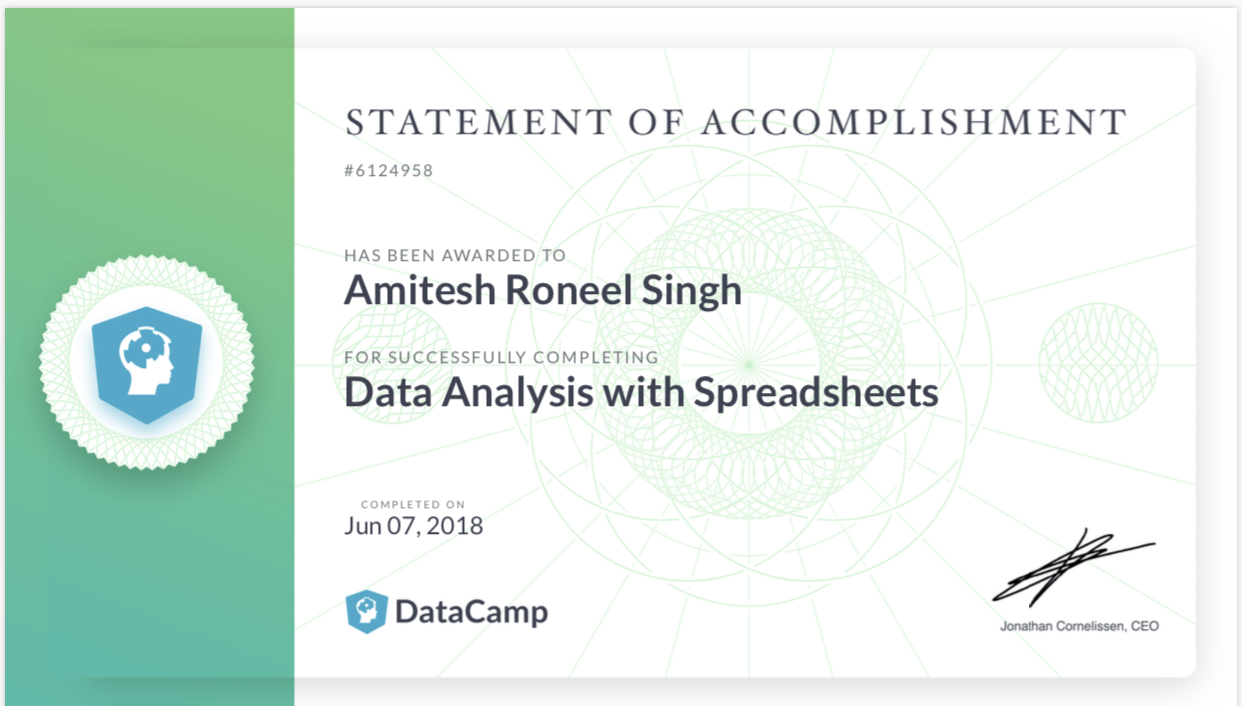 STATEMENT OF ACCOMPLISHMENT
#6124958
HAS BEEN AWARDED TO
Amitesh Roneel Singh
FOR SUCCESSFULLY COMPLETING
Data Analysis with Spreadsheets
COMPLETED ON
Jun 07, 2018
DataCamp
Jonathan Cornelissen, CEO